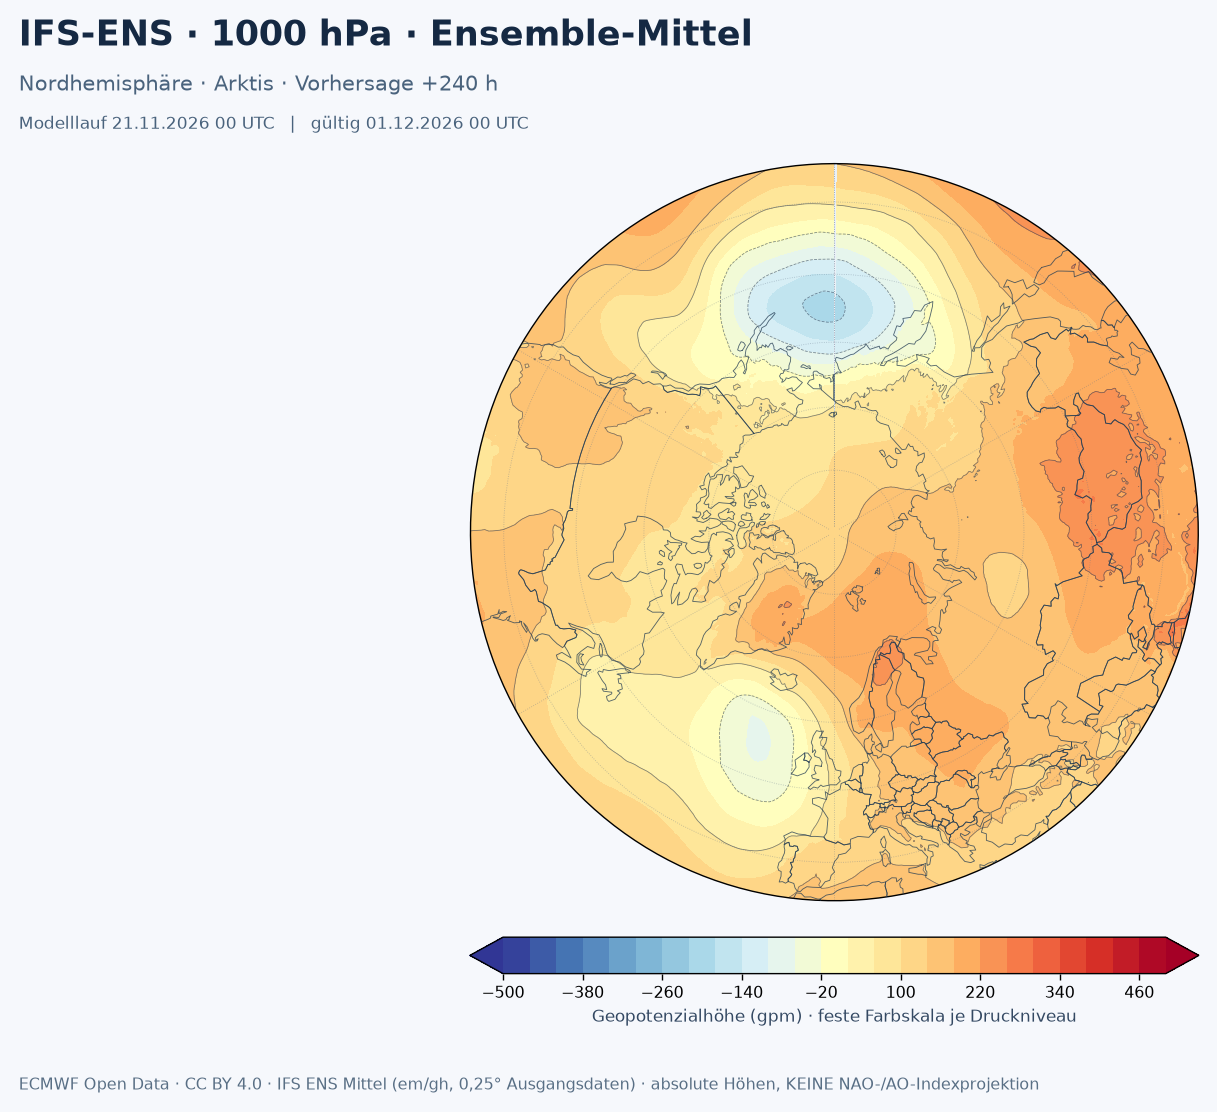 IFS-ENS · 1000 hPa · Ensemble-Mittel
Nordhemisphäre · Arktis · Vorhersage +240 h
Modelllauf 21.11.2026 00 UTC | gültig 01.12.2026 00 UTC
−500 −380 −260 −140 −20 100 220 340 460
Geopotenzialhöhe (gpm) · feste Farbskala je Druckniveau
ECMWF Open Data · CC BY 4.0 · IFS ENS Mittel (em/gh, 0,25° Ausgangsdaten) · absolute Höhen, KEINE NAO-/AO-Indexprojektion